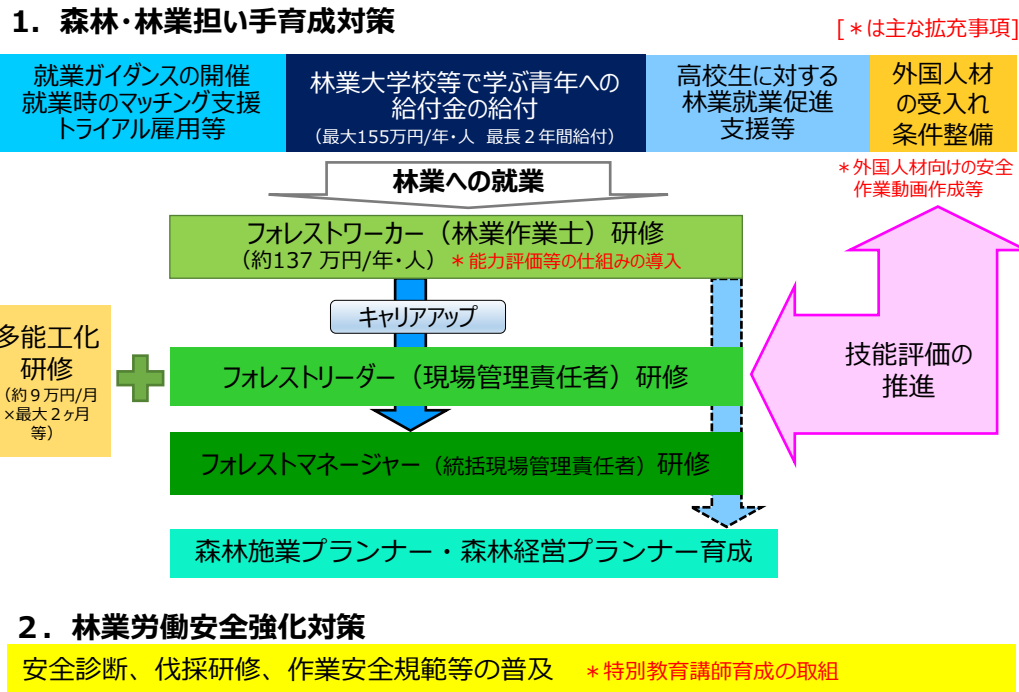 1．森林・林業担い手育成対策
[＊は主な拡充事項]
就業ガイダンスの開催
就業時のマッチング支援
トライアル雇用等
林業大学校等で学ぶ青年への
給付金の給付
（最大155万円/年・人 最長２年間給付）
高校生に対する
林業就業促進
支援等
外国人材
の受入れ
条件整備
＊外国人材向けの安全
作業動画作成等
林業への就業
フォレストワーカー（林業作業士）研修
（約137 万円/年・人）＊能力評価等の仕組みの導入
キャリアアップ
多能工化
研修
（約９万円/月
×最大２ヶ月
等）
フォレストリーダー（現場管理責任者）研修
技能評価の
推進
フォレストマネージャー（統括現場管理責任者）研修
森林施業プランナー・森林経営プランナー育成
２．林業労働安全強化対策
安全診断、伐採研修、作業安全規範等の普及 ＊特別教育講師育成の取組